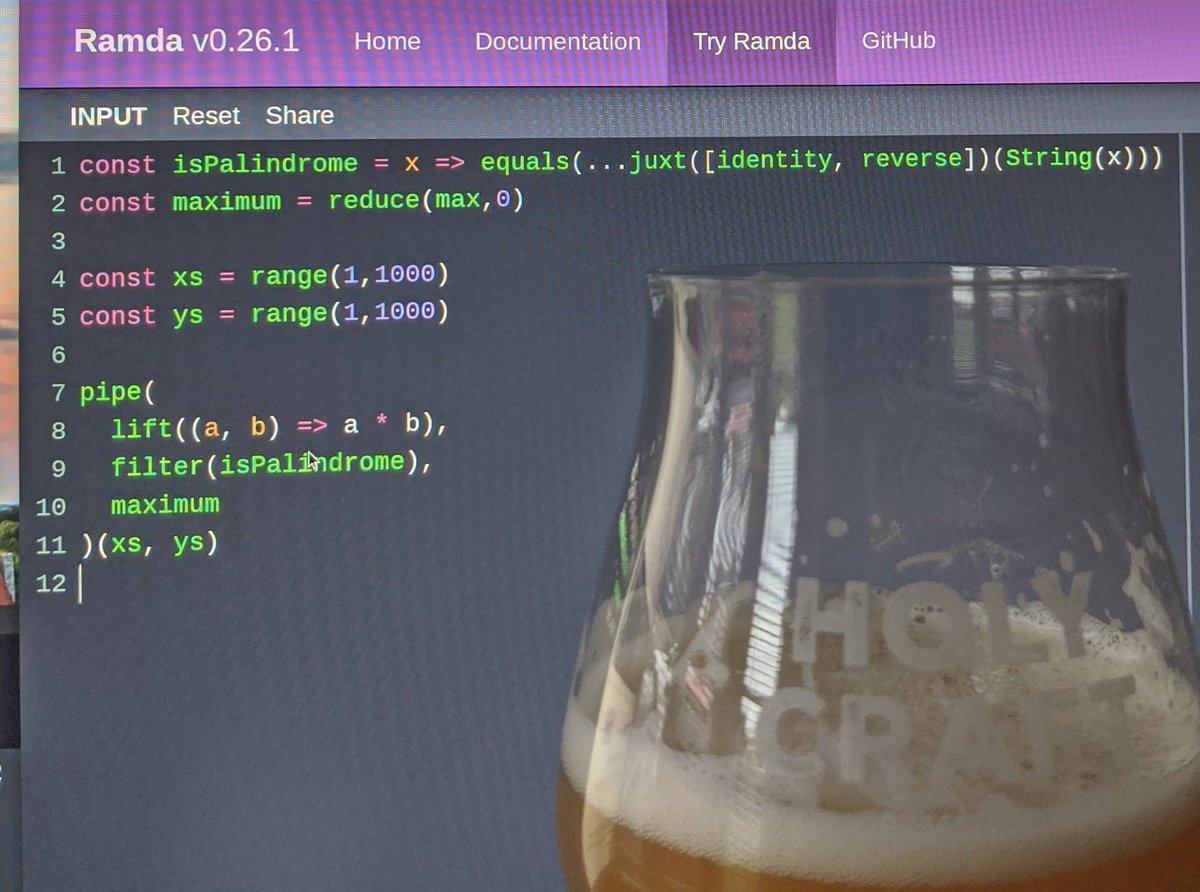 Ramda v0.26.1 Home Documentation Try Ramda GitHub
INPUT Reset Share
1 const isPalindrome = x => equals(...juxt([identity, reverse])(String(x)))
2 const maximum = reduce(max,0)
3
4 const xs = range(1,1000)
5 const ys = range(1,1000)
6
7 pipe(
8   lift((a, b) => a * b),
9   filter(isPalindrome),
10   maximum
11 )(xs, ys)
12
HOLY
CRAFT